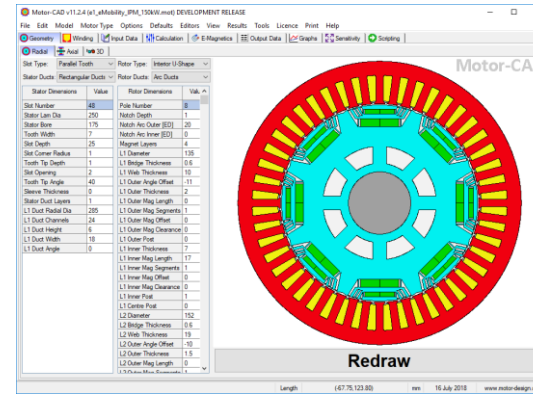 Motor-CAD v11.2.4 (e1_eMobility_IPM_150kW.mot) DEVELOPMENT RELEASE
File Edit Model Motor Type Options Defaults Editors View Results Tools Licence Print Help
Geometry Winding Input Data Calculation E-Magnetics Output Data Graphs Sensitivity Scripting
Radial Axial 3D
Slot Type: Parallel Tooth Rotor Type: Interior U-Shape
Motor-CA
Stator Ducts: Rectangular Ducts Rotor Ducts: Arc Ducts
Stator Dimensions Value Rotor Dimensions Valu
Slot Number 48 Pole Number 8
Stator Lam Dia 250 Notch Depth 1
Stator Bore 175 Notch Arc Outer [ED] 20
Tooth Width 7 Notch Arc Inner [ED] 0
Slot Depth 25 Magnet Layers 4
Slot Corner Radius 1 L1 Diameter 135
Tooth Tip Depth 1 L1 Bridge Thickness 0.6
Slot Opening 2 L1 Web Thickness 10
Tooth Tip Angle 40 L1 Outer Angle Offset -11
Sleeve Thickness 0 L1 Outer Thickness 2
Stator Duct Layers 1 L1 Outer Mag Length 0
L1 Duct Radial Dia 285 L1 Outer Mag Segments 1
L1 Duct Channels 24 L1 Outer Mag Offset 0
L1 Duct Height 6 L1 Outer Mag Clearance 0
L1 Duct Width 18 L1 Outer Post 0
L1 Duct Angle 0 L1 Inner Thickness 7
L1 Inner Mag Length 17
L1 Inner Mag Segments 1
L1 Inner Mag Offset 0
L1 Inner Mag Clearance 0
L1 Inner Post 1
L1 Centre Post 0
L2 Diameter 152
L2 Bridge Thickness 0.6
L2 Web Thickness 19
L2 Outer Angle Offset -10
L2 Outer Thickness 1.5
L2 Outer Mag Length 0
L2 Outer Mag Segments 1
Redraw
Length (-67.75,123.80) mm 16 July 2018 www.motor-design.